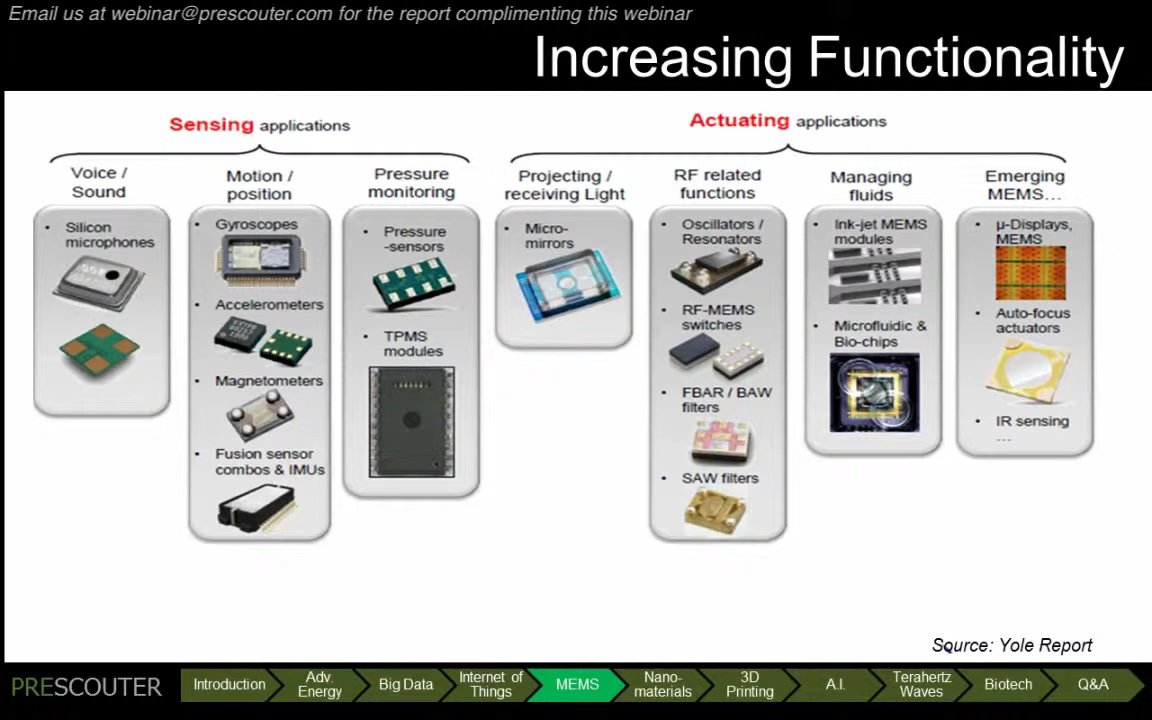 Email us at webinar@prescouter.com for the report complimenting this webinar
Increasing Functionality
Sensing applications
Actuating applications
Voice /
Sound
Motion /
position
Pressure
monitoring
Projecting /
receiving Light
RF related
functions
Managing
fluids
Emerging
MEMS...
• Silicon
microphones
• Gyroscopes
• Accelerometers
• Magnetometers
• Fusion sensor
combos & IMUs
• Pressure
-sensors
• TPMS
modules
• Micro-
mirrors
• Oscillators /
Resonators
• RF-MEMS
switches
• FBAR / BAW
filters
• SAW filters
• Ink-jet MEMS
modules
• Microfluidic &
Bio-chips
• µ-Displays,
MEMS
• Auto-focus
actuators
• IR sensing
...
Source: Yole Report
PRESCOUTER
Introduction
Adv.
Energy
Big Data
Internet of
Things
MEMS
Nano-
materials
3D
Printing
A.I.
Terahertz
Waves
Biotech
Q&A